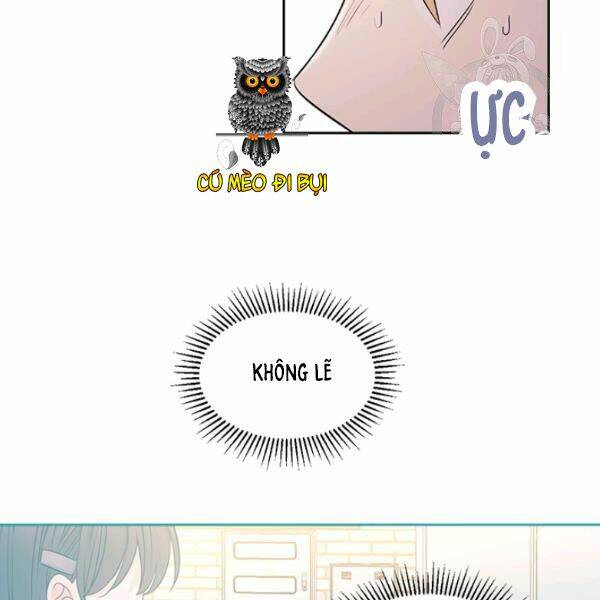 ỰC
CÚ MÈO ĐI BỤI
KHÔNG LẼ